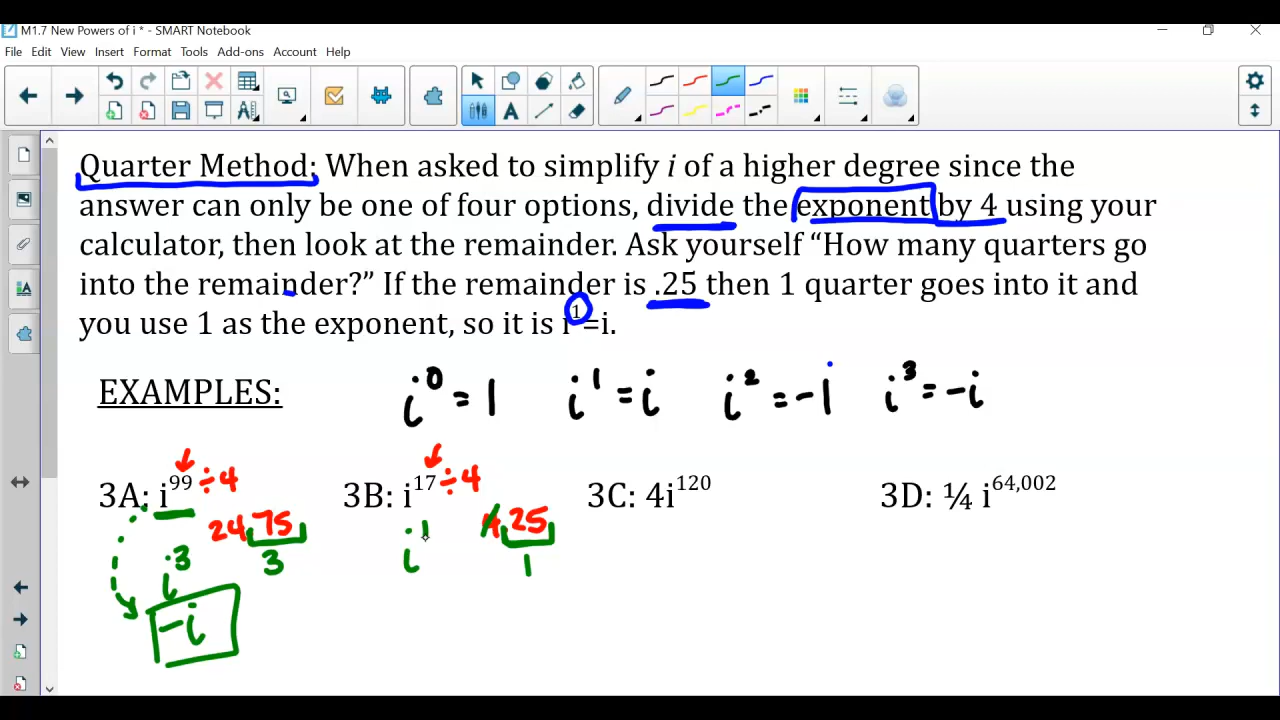 M1.7 New Powers of i * - SMART Notebook
File Edit View Insert Format Tools Add-ons Account Help
Quarter Method: When asked to simplify i of a higher degree since the
answer can only be one of four options, divide the exponent by 4 using your
calculator, then look at the remainder. Ask yourself “How many quarters go
into the remainder?” If the remainder is .25 then 1 quarter goes into it and
you use 1 as the exponent, so it is i¹=i.
EXAMPLES: i⁰ = 1 i¹ = i i² = -1 i³ = -i
3A: i⁹⁹ ÷4 3B: i¹⁷ ÷4 3C: 4i¹²⁰ 3D: ¼ i⁶⁴,⁰⁰²
24 75 4 25
i³ 3 i¹ 1
-i